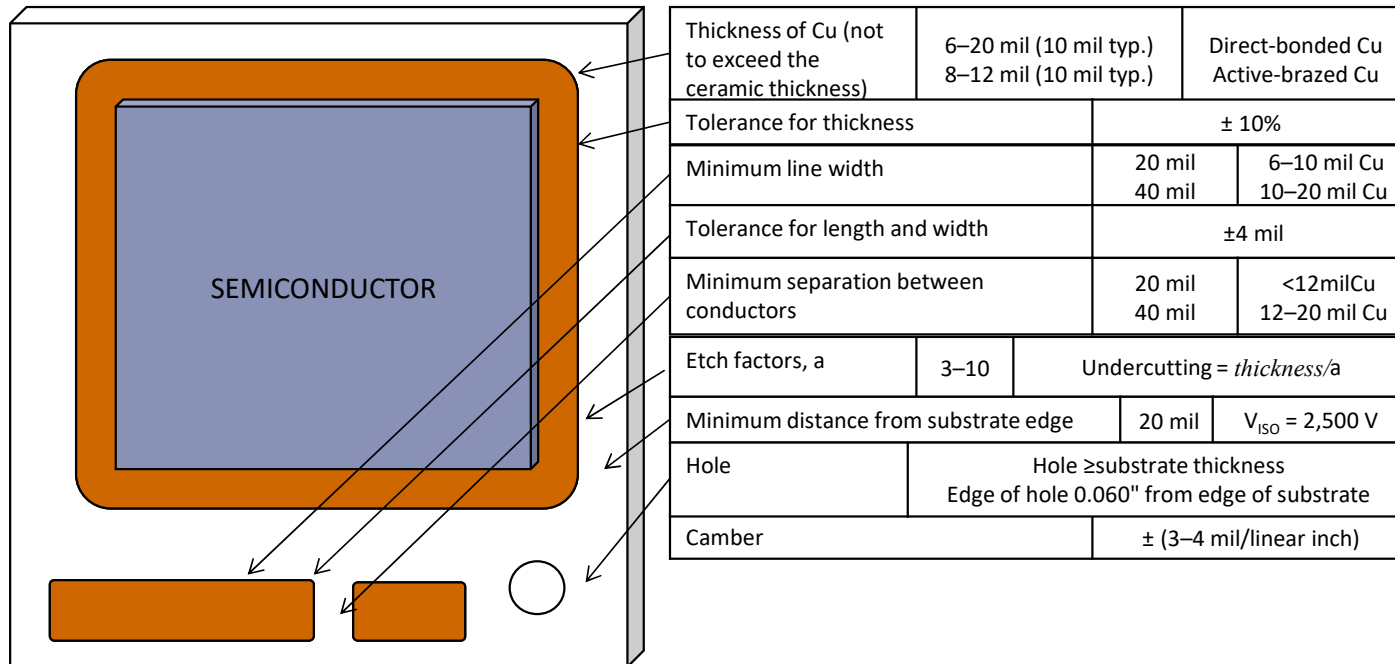 SEMICONDUCTOR
Thickness of Cu (not
to exceed the
ceramic thickness)
6–20 mil (10 mil typ.)
8–12 mil (10 mil typ.)
Direct-bonded Cu
Active-brazed Cu
Tolerance for thickness
± 10%
Minimum line width
20 mil
40 mil
6–10 mil Cu
10–20 mil Cu
Tolerance for length and width
±4 mil
Minimum separation between
conductors
20 mil
40 mil
<12milCu
12–20 mil Cu
Etch factors, a
3–10
Undercutting = thickness/a
Minimum distance from substrate edge
20 mil
VISO = 2,500 V
Hole
Hole ≥substrate thickness
Edge of hole 0.060" from edge of substrate
Camber
± (3–4 mil/linear inch)